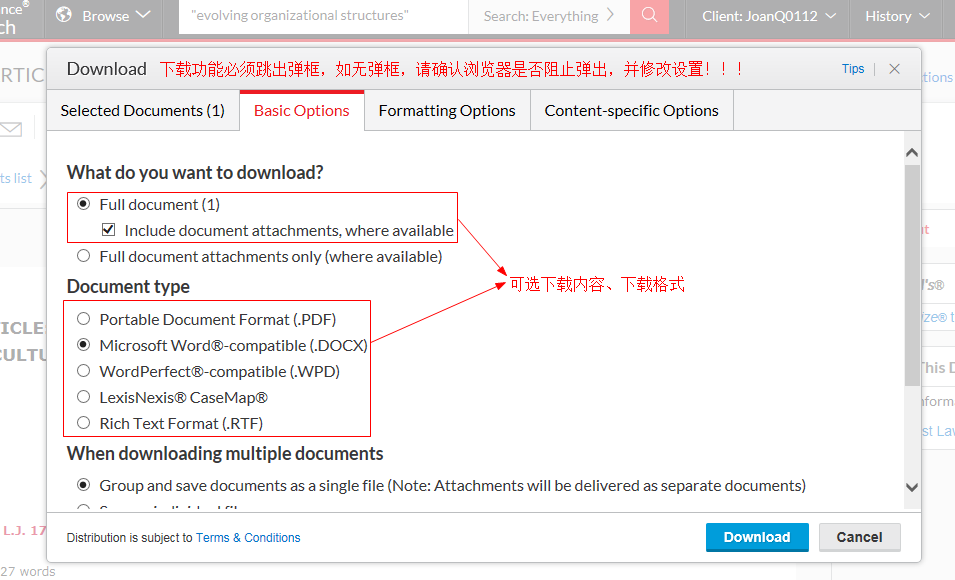 nce®
ch
Browse
"evolving organizational structures"
Search: Everything
Client: JoanQ0112
History
RTIC
Download
下载功能必须跳出弹框，如无弹框，请确认浏览器是否阻止弹出，并修改设置！！！
Tips
tions
Selected Documents (1)
Basic Options
Formatting Options
Content-specific Options
ts list
What do you want to download?
Full document (1)
Include document attachments, where available
Full document attachments only (where available)
可选下载内容、下载格式
Document type
Portable Document Format (.PDF)
Microsoft Word®-compatible (.DOCX)
WordPerfect®-compatible (.WPD)
LexisNexis® CaseMap®
Rich Text Format (.RTF)
ICLE
CULTU
nt
l's®
ize® t
This D
nform
st Lav
When downloading multiple documents
Group and save documents as a single file (Note: Attachments will be delivered as separate documents)
L.J. 17
Distribution is subject to Terms & Conditions
Download
Cancel
27 words